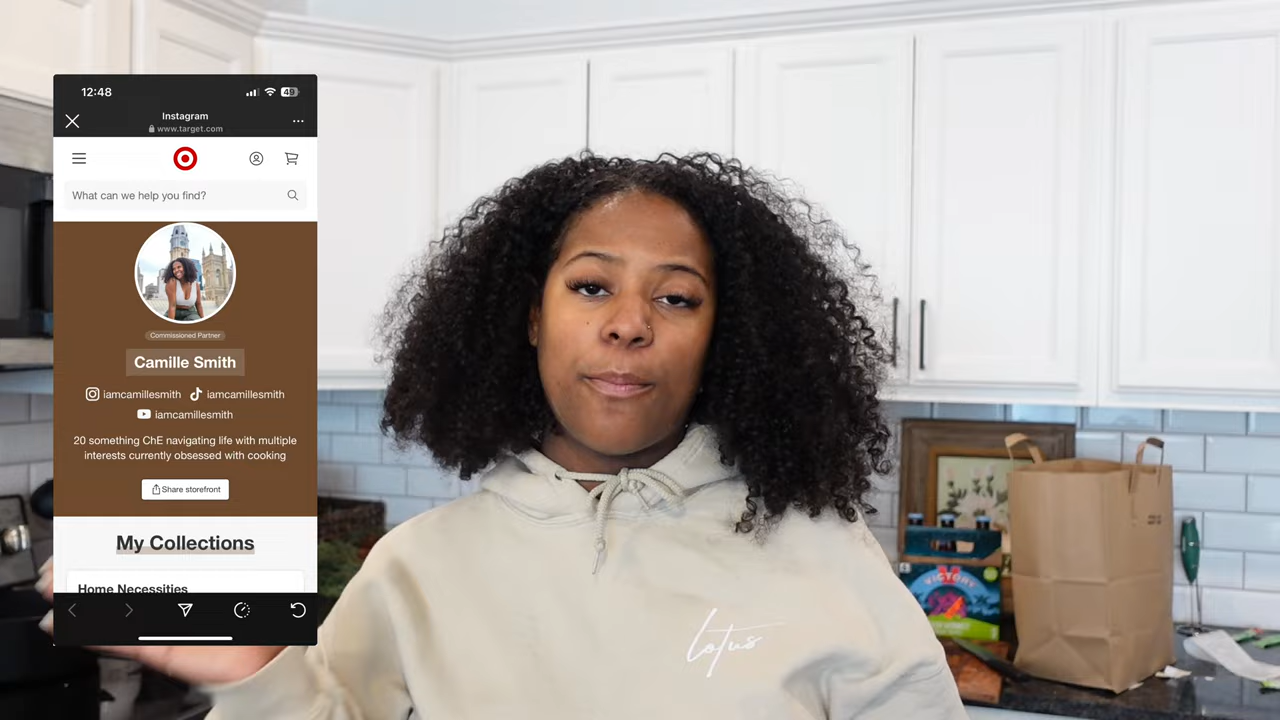 12:48
Instagram
www.target.com
What can we help you find?
Commissioned Partner
Camille Smith
iamcamillesmith iamcamillesmith
iamcamillesmith
20 something ChE navigating life with multiple
interests currently obsessed with cooking
Share storefront
My Collections
Home Necessities
lotus
VICTORY